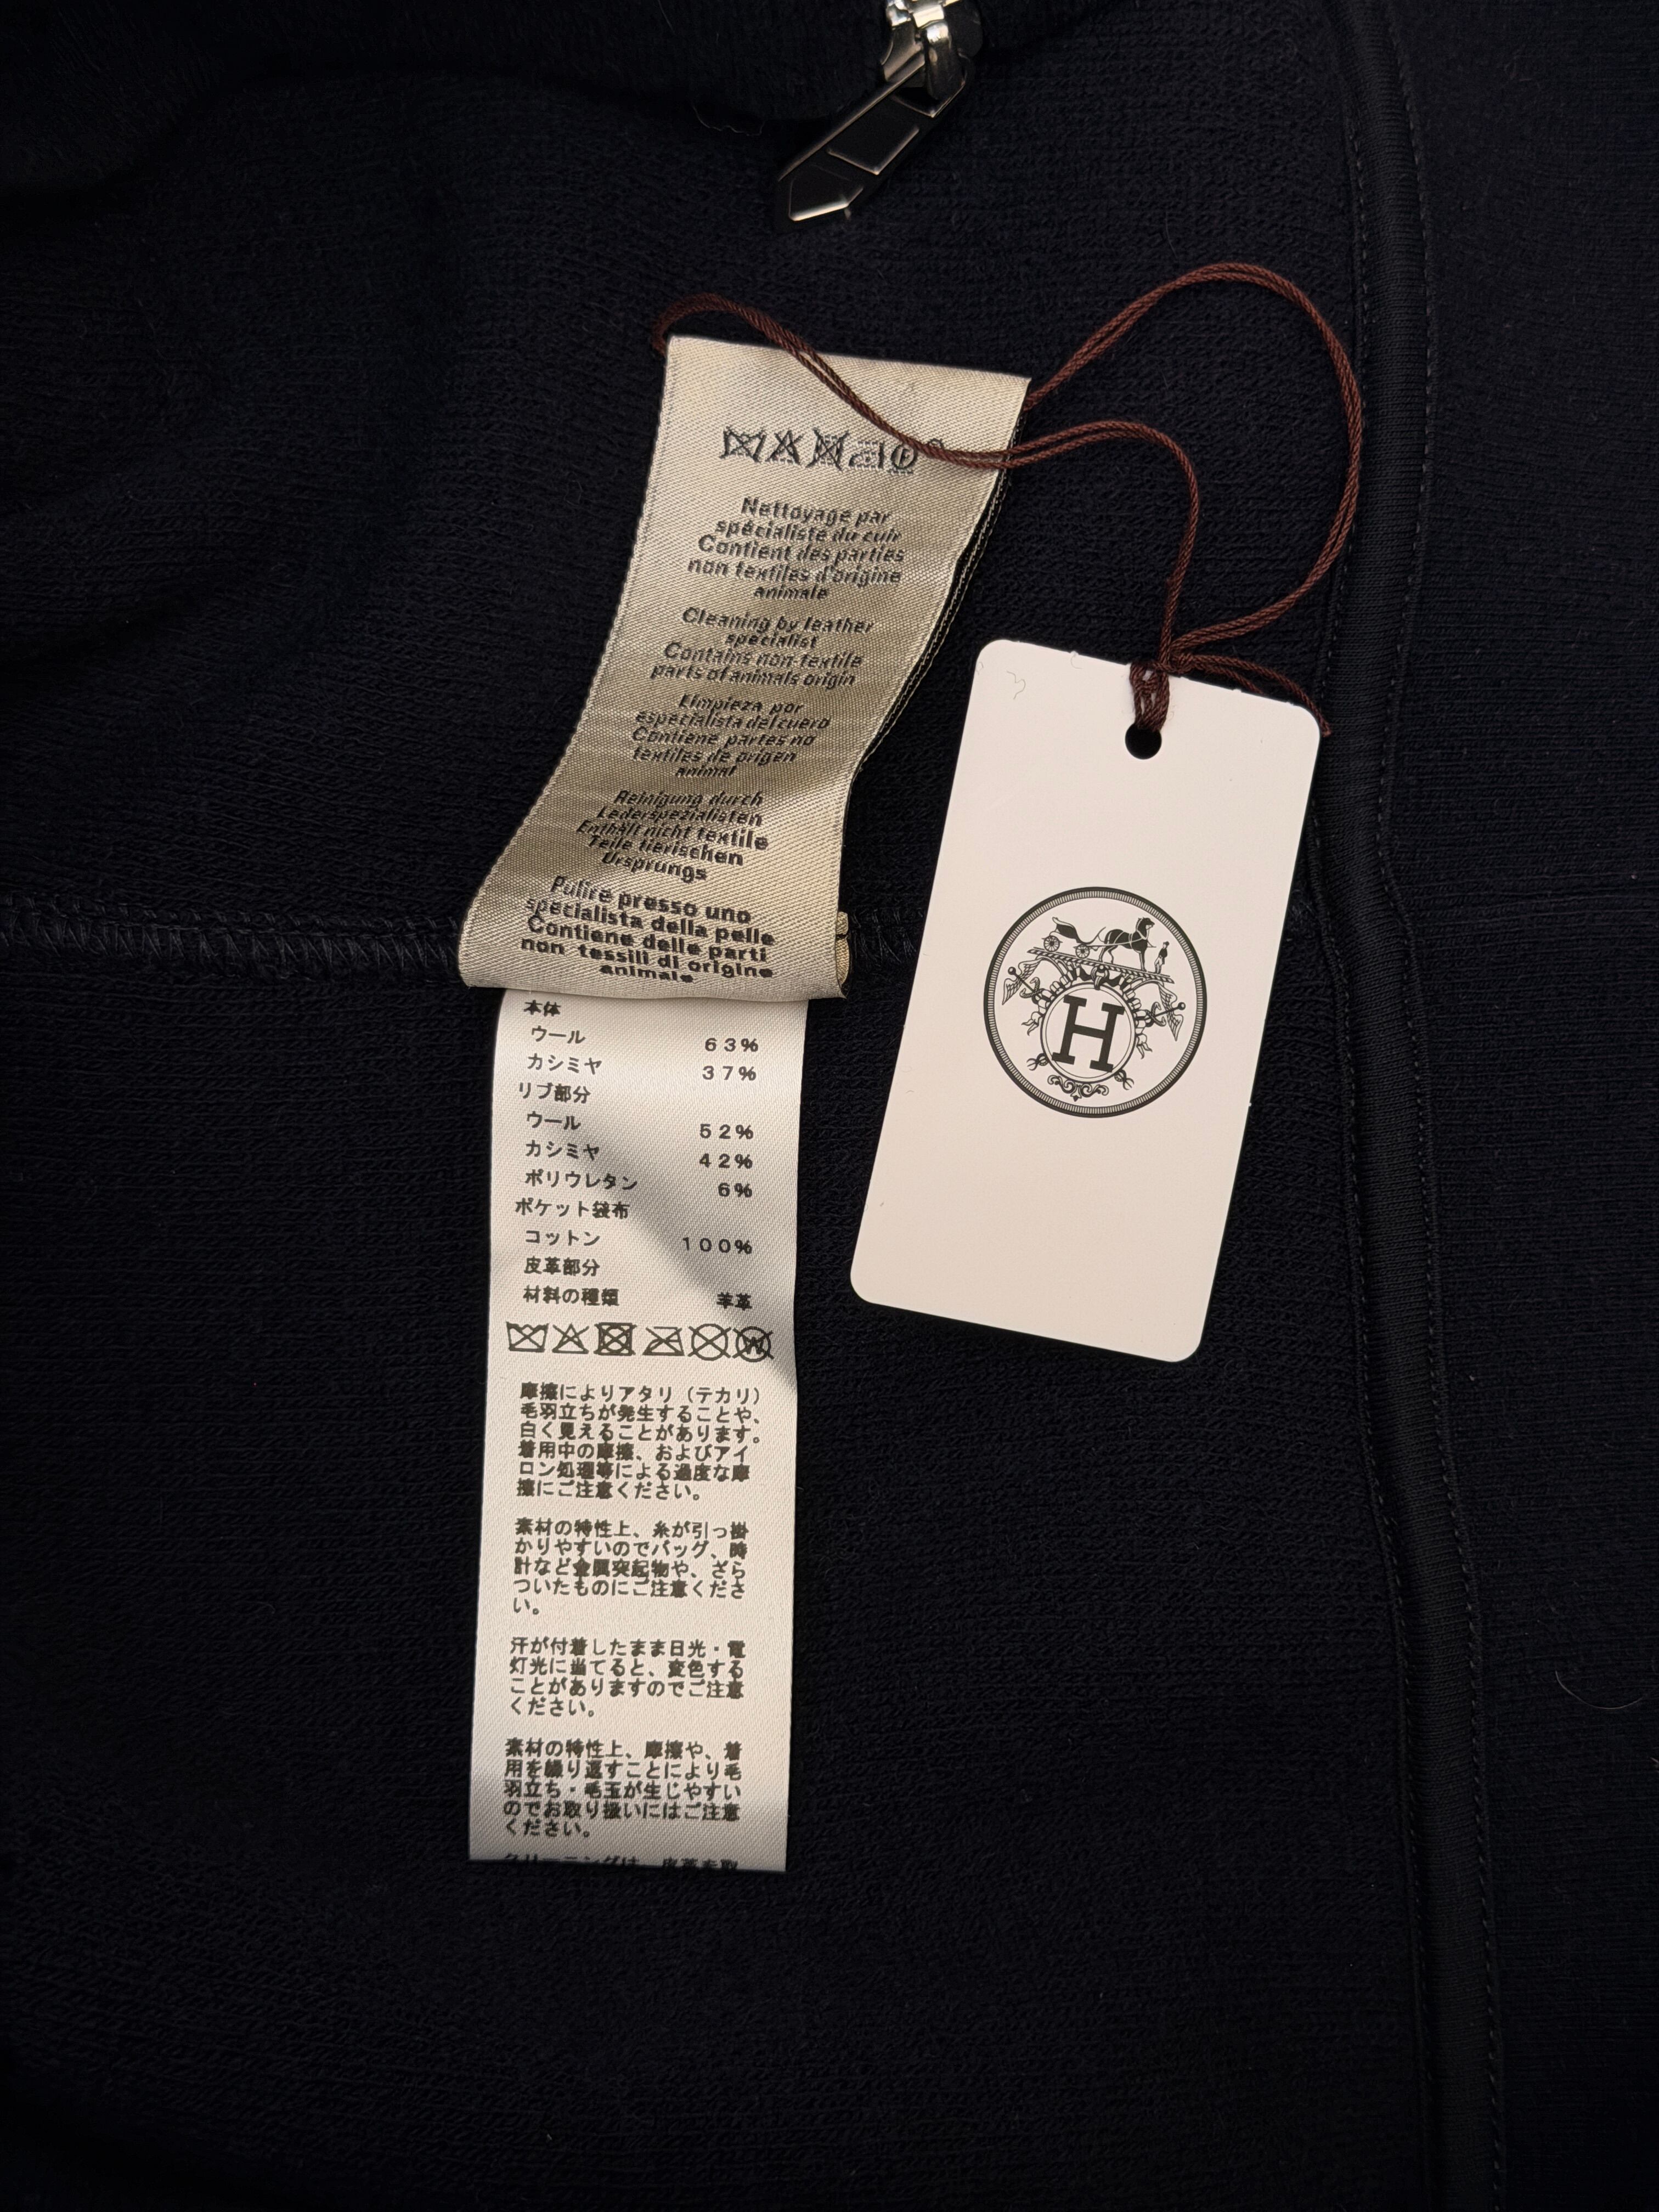 Nettoyage par
spécialiste du cuir
Contient des parties
non textiles d'origine
animale
Cleaning by leather
specialist
Contains non-textile
parts of animals origin
Limpieza por
especialista del cuero
Contiene partes no
textiles de origen
animal
Reinigung durch
Lederspezialisten
Enthält nicht textile
Teile tierischen
Ursprungs
Pulire presso uno
specialista della pelle
Contiene delle parti
non tessili di origine
animale
本体
ウール 63%
カシミヤ 37%
リブ部分
ウール 52%
カシミヤ 42%
ポリウレタン 6%
ポケット袋布
コットン 100%
皮革部分
材料の種類 羊革
W
摩擦によりアタリ（テカリ）
毛羽立ちが発生することや、
白く見えることがあります。
着用中の摩擦、およびアイ
ロン処理等による過度な摩
擦にご注意ください。
素材の特性上、糸が引っ掛
かりやすいのでバッグ、時
計など金属突起物や、ざら
ついたものにご注意くださ
い。
汗が付着したまま日光・電
灯光に当てると、変色する
ことがありますのでご注意
ください。
素材の特性上、摩擦や、着
用を繰り返すことにより毛
羽立ち・毛玉が生じやすい
のでお取り扱いにはご注意
ください。
クリーニングは、皮革を取
H